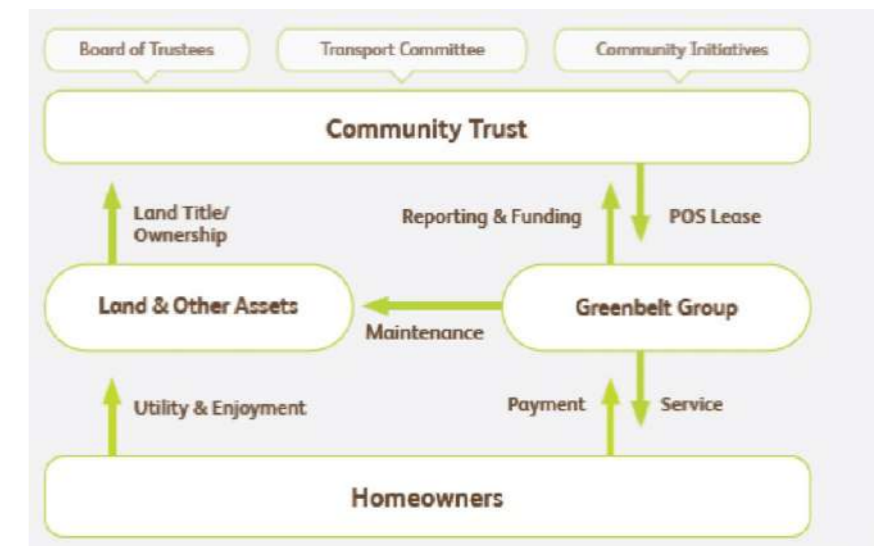 Board of Trustees
Transport Committee
Community Initiatives
Community Trust
Land Title/
Ownership
Reporting & Funding
POS Lease
Land & Other Assets
Greenbelt Group
Maintenance
Utility & Enjoyment
Payment
Service
Homeowners